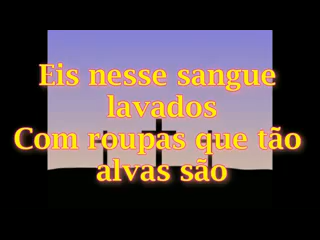 Eis nesse sangue
lavados
Com roupas que tão
alvas são